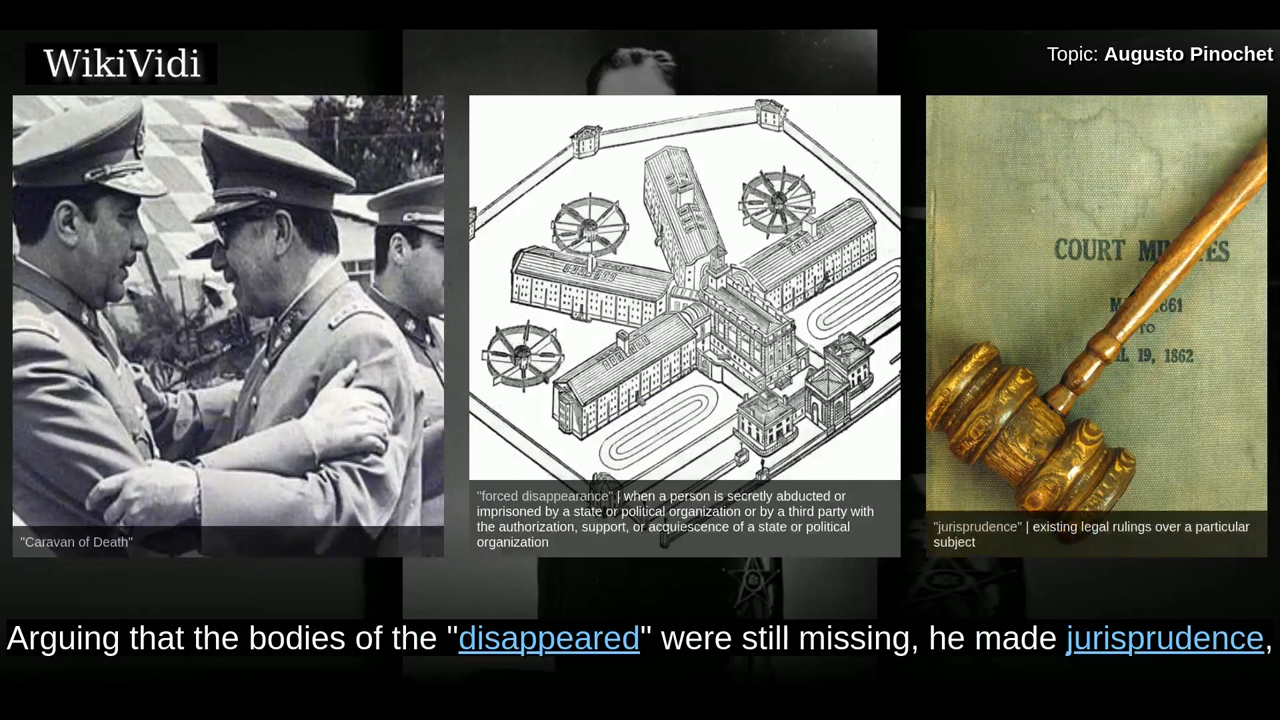 WikiVidi
Topic: Augusto Pinochet
COURT
TO
19, 1862
"Caravan of Death"
"forced disappearance" | when a person is secretly abducted or
imprisoned by a state or political organization or by a third party with
the authorization, support, or acquiescence of a state or political
organization
"jurisprudence" | existing legal rulings over a particular
subject
Arguing that the bodies of the "disappeared" were still missing, he made jurisprudence,